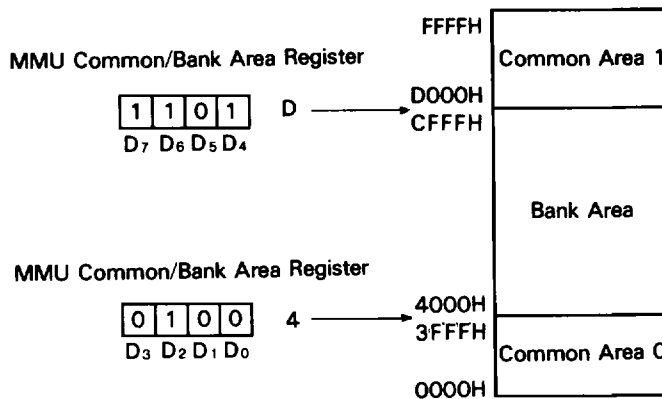 FFFFH
MMU Common/Bank Area Register
Common Area 1
1 1 0 1 D D000H
CFFFH
D7 D6 D5 D4
Bank Area
MMU Common/Bank Area Register
4000H
0 1 0 0 4 3FFFH
D3 D2 D1 D0
Common Area 0
0000H